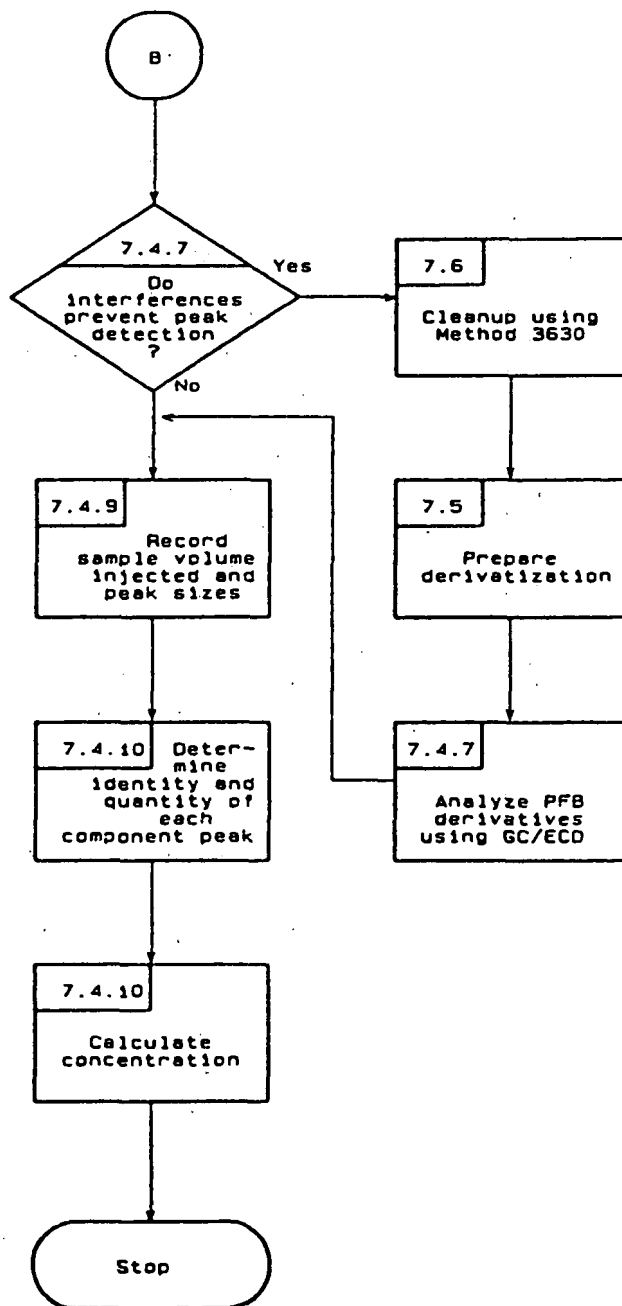 B
7.4.7
Do
interferences
prevent peak
detection
?
Yes
No
7.6
Cleanup using
Method 3630
7.5
Prepare
derivatization
7.4.7
Analyze PFB
derivatives
using GC/ECD
7.4.9
Record
sample volume
injected and
peak sizes
7.4.10 Deter-
mine
identity and
quantity of
each
component peak
7.4.10
Calculate
concentration
Stop